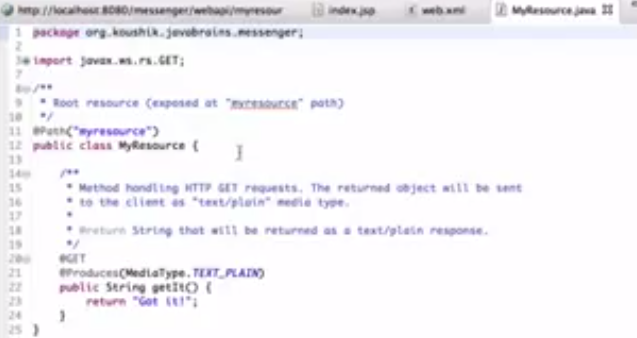 http://localhost:8080/messenger/webapi/myresour index.jsp web.xml MyResource.java
1 package org.koushik.javabrains.messenger;
2
3 import javax.ws.rs.GET;
7
8 /**
9 * Root resource (exposed at "myresource" path)
10 */
11 @Path("myresource")
12 public class MyResource {
13
14 /**
15 * Method handling HTTP GET requests. The returned object will be sent
16 * to the client as "text/plain" media type.
17 *
18 * @return String that will be returned as a text/plain response.
19 */
20 @GET
21 @Produces(MediaType.TEXT_PLAIN)
22 public String getIt() {
23 return "Got it!";
24 }
25 }